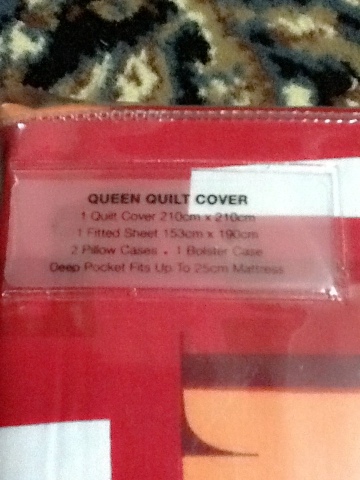 QUEEN QUILT COVER
1 Quilt Cover 210cm x 210cm
1 Fitted Sheet 153cm x 190cm
2 Pillow Cases . 1 Bolster Case
Deep Pocket Fits Up To 25cm Mattress